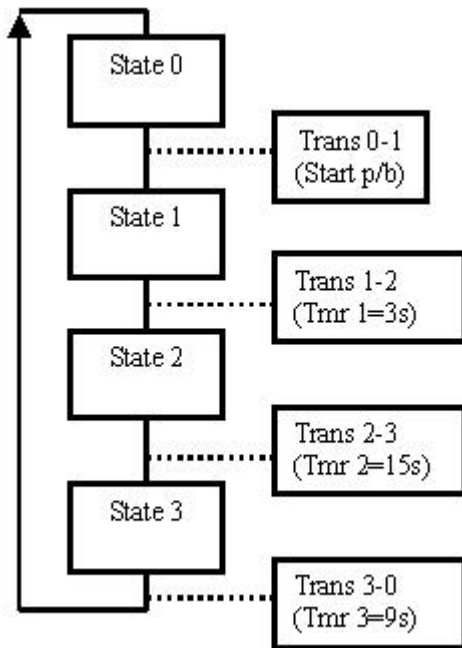 State 0
Trans 0-1
(Start p/b)
State 1
Trans 1-2
(Tmr 1=3s)
State 2
Trans 2-3
(Tmr 2=15s)
State 3
Trans 3-0
(Tmr 3=9s)